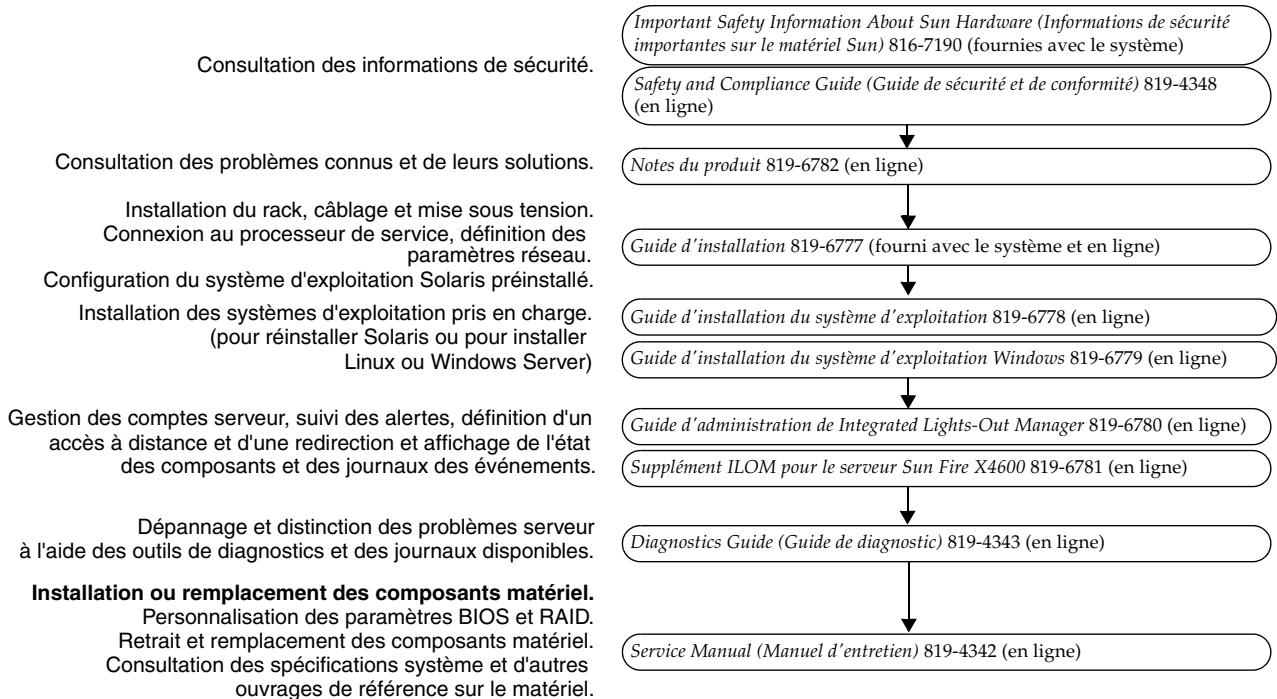 Consultation des informations de sécurité.
Important Safety Information About Sun Hardware (Informations de sécurité
importantes sur le matériel Sun) 816-7190 (fournies avec le système)
Safety and Compliance Guide (Guide de sécurité et de conformité) 819-4348
(en ligne)
Consultation des problèmes connus et de leurs solutions.
Notes du produit 819-6782 (en ligne)
Installation du rack, câblage et mise sous tension.
Connexion au processeur de service, définition des
paramètres réseau.
Configuration du système d'exploitation Solaris préinstallé.
Guide d'installation 819-6777 (fourni avec le système et en ligne)
Installation des systèmes d'exploitation pris en charge.
(pour réinstaller Solaris ou pour installer
Linux ou Windows Server)
Guide d'installation du système d'exploitation 819-6778 (en ligne)
Guide d'installation du système d'exploitation Windows 819-6779 (en ligne)
Gestion des comptes serveur, suivi des alertes, définition d'un
accès à distance et d'une redirection et affichage de l'état
des composants et des journaux des événements.
Guide d'administration de Integrated Lights-Out Manager 819-6780 (en ligne)
Supplément ILOM pour le serveur Sun Fire X4600 819-6781 (en ligne)
Dépannage et distinction des problèmes serveur
à l'aide des outils de diagnostics et des journaux disponibles.
Diagnostics Guide (Guide de diagnostic) 819-4343 (en ligne)
Installation ou remplacement des composants matériel.
Personnalisation des paramètres BIOS et RAID.
Retrait et remplacement des composants matériel.
Consultation des spécifications système et d'autres
ouvrages de référence sur le matériel.
Service Manual (Manuel d'entretien) 819-4342 (en ligne)